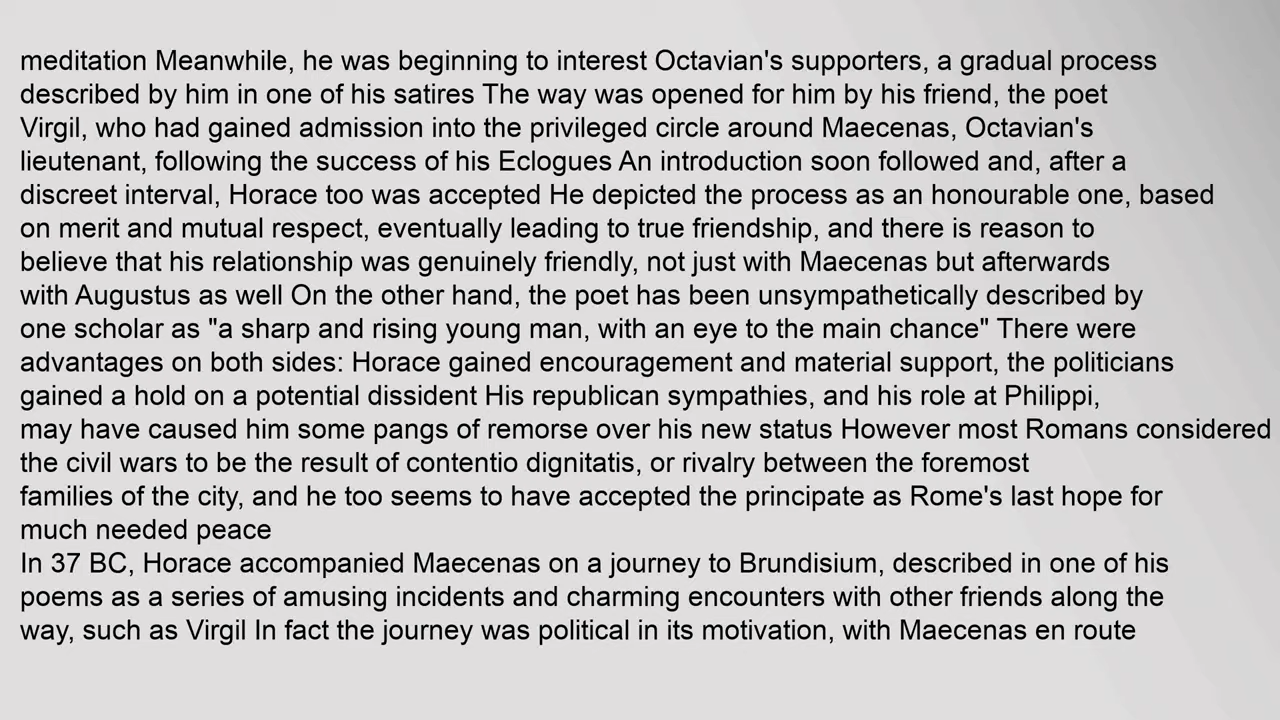 meditation Meanwhile, he was beginning to interest Octavian's supporters, a gradual process
described by him in one of his satires The way was opened for him by his friend, the poet
Virgil, who had gained admission into the privileged circle around Maecenas, Octavian's
lieutenant, following the success of his Eclogues An introduction soon followed and, after a
discreet interval, Horace too was accepted He depicted the process as an honourable one, based
on merit and mutual respect, eventually leading to true friendship, and there is reason to
believe that his relationship was genuinely friendly, not just with Maecenas but afterwards
with Augustus as well On the other hand, the poet has been unsympathetically described by
one scholar as "a sharp and rising young man, with an eye to the main chance" There were
advantages on both sides: Horace gained encouragement and material support, the politicians
gained a hold on a potential dissident His republican sympathies, and his role at Philippi,
may have caused him some pangs of remorse over his new status However most Romans considered
the civil wars to be the result of contentio dignitatis, or rivalry between the foremost
families of the city, and he too seems to have accepted the principate as Rome's last hope for
much needed peace
In 37 BC, Horace accompanied Maecenas on a journey to Brundisium, described in one of his
poems as a series of amusing incidents and charming encounters with other friends along the
way, such as Virgil In fact the journey was political in its motivation, with Maecenas en route